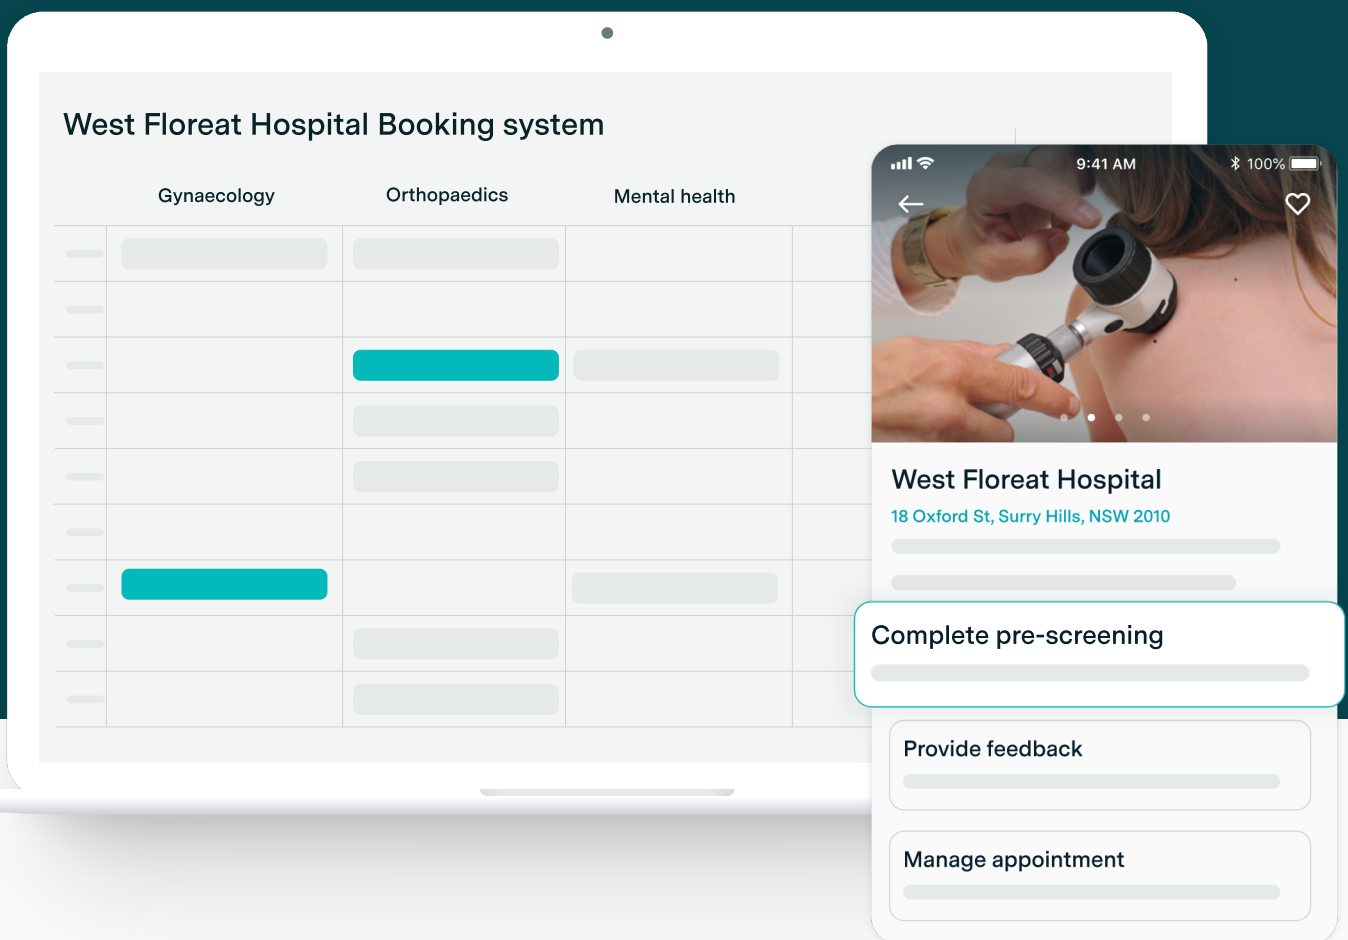 West Floreat Hospital Booking system
Gynaecology
Orthopaedics
Mental health
9:41 AM
100%
West Floreat Hospital
18 Oxford St, Surry Hills, NSW 2010
Complete pre-screening
Provide feedback
Manage appointment